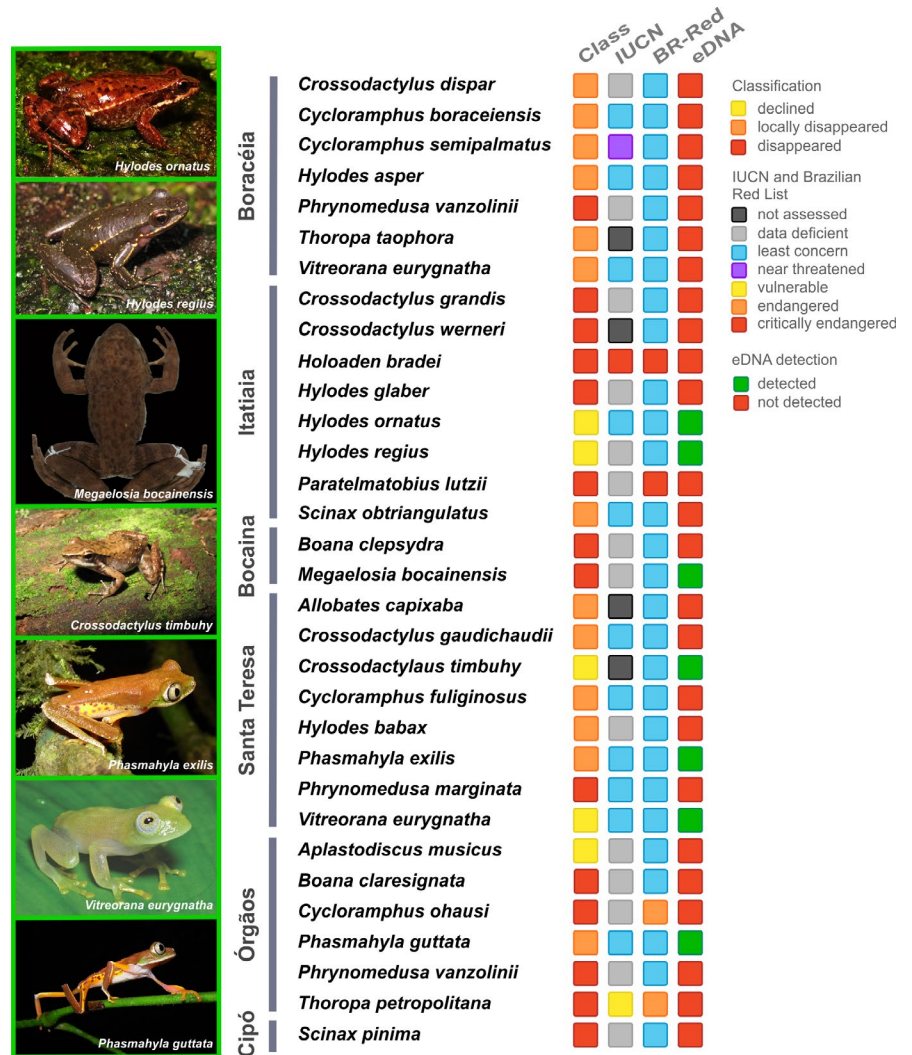 Class
IUCN
BR-Red
eDNA
Hylodes ornatus
Hylodes regius
Megaelosia bocainensis
Crossodactylus timbuhy
Phasmahyla exilis
Vitreorana eurygnatha
Phasmahyla guttata
Boracéia
Crossodactylus dispar
Cycloramphus boraceiensis
Cycloramphus semipalmatus
Hylodes asper
Phrynomedusa vanzolinii
Thoropa taophora
Vitreorana eurygnatha
Itatiaia
Crossodactylus grandis
Crossodactylus werneri
Holoaden bradei
Hylodes glaber
Hylodes ornatus
Hylodes regius
Paratelmatobius lutzii
Scinax obtriangulatus
Bocaina
Boana clepsydra
Megaelosia bocainensis
Santa Teresa
Allobates capixaba
Crossodactylus gaudichaudii
Crossodactylaus timbuhy
Cycloramphus fuliginosus
Hylodes babax
Phasmahyla exilis
Phrynomedusa marginata
Vitreorana eurygnatha
Órgãos
Aplastodiscus musicus
Boana claresignata
Cycloramphus ohausi
Phasmahyla guttata
Phrynomedusa vanzolinii
Thoropa petropolitana
Cipó
Scinax pinima
Classification
declined
locally disappeared
disappeared
IUCN and Brazilian
Red List
not assessed
data deficient
least concern
near threatened
vulnerable
endangered
critically endangered
eDNA detection
detected
not detected